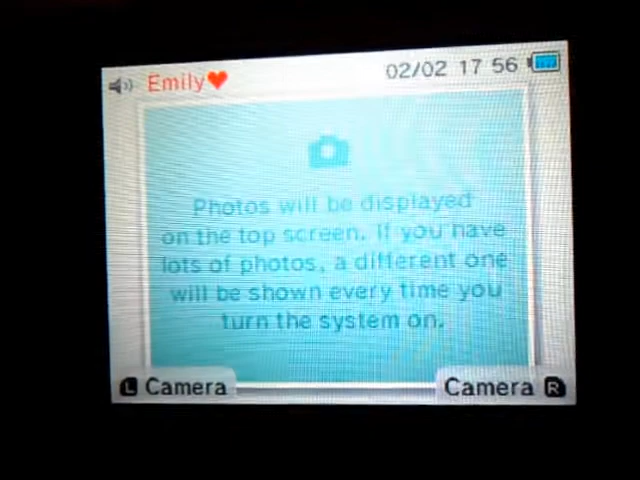 Emily♥ 02/02 17 56
Photos will be displayed
on the top screen. If you have
lots of photos, a different one
will be shown every time you
turn the system on.
L Camera Camera R